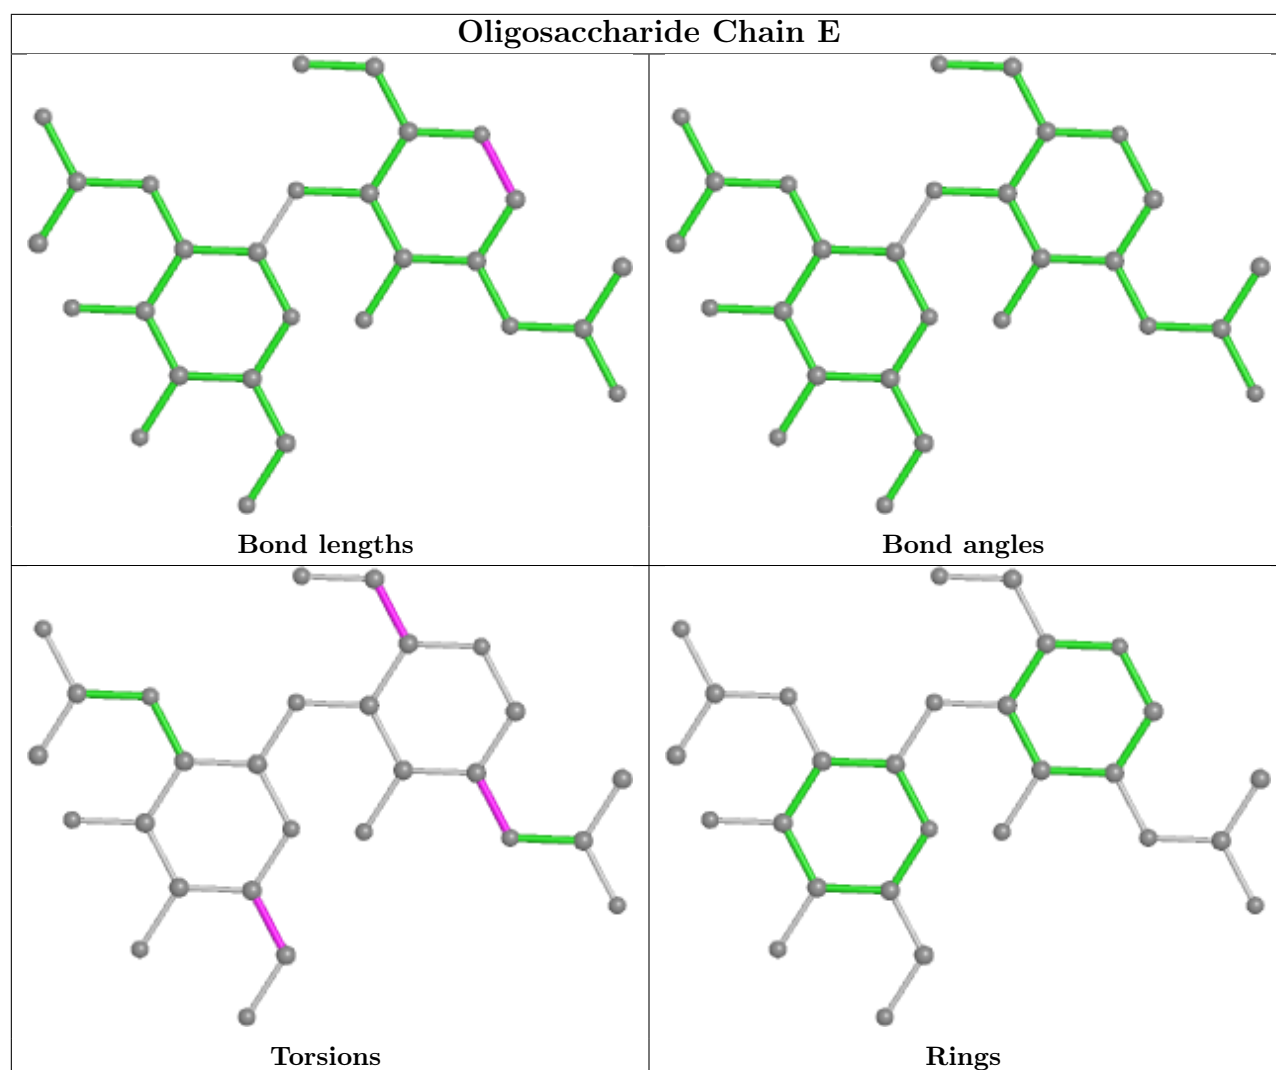 Oligosaccharide Chain E
Bond lengths
Bond angles
Torsions
Rings